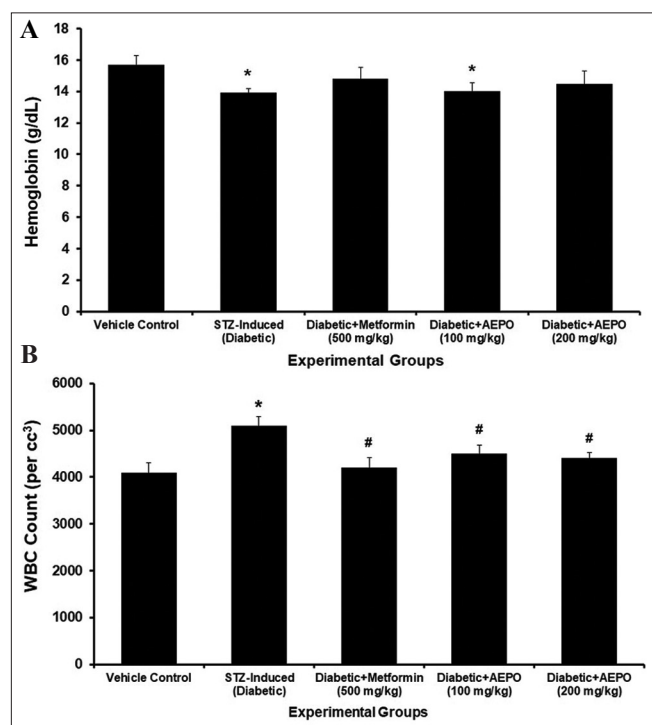 A
Hemoglobin (g/dL)
18
16
14
12
10
8
6
4
2
0
*
*
Vehicle Control STZ-Induced Diabetic+Metformin Diabetic+AEPO Diabetic+AEPO
(Diabetic) (500 mg/kg) (100 mg/kg) (200 mg/kg)
Experimental Groups
B
WBC Count (per cc³)
6000
5000
4000
3000
2000
1000
0
*
#
#
#
Vehicle Control STZ-Induced Diabetic+Metformin Diabetic+AEPO Diabetic+AEPO
(Diabetic) (500 mg/kg) (100 mg/kg) (200 mg/kg)
Experimental Groups